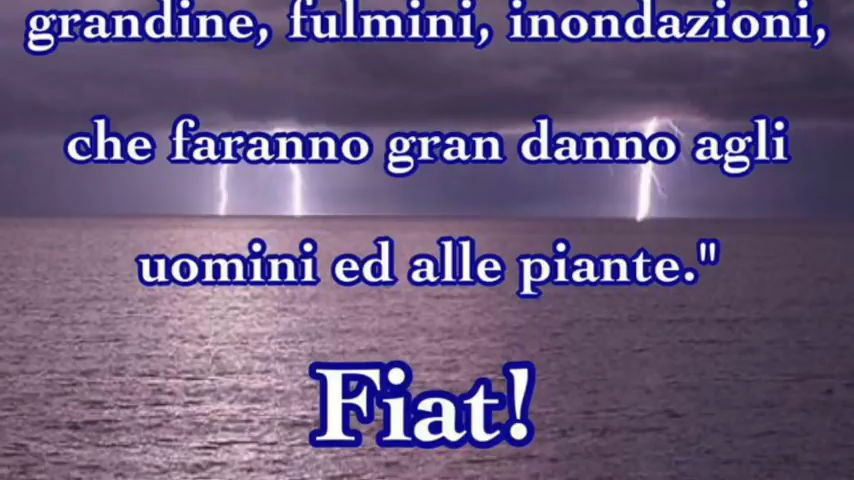 grandine, fulmini, inondazioni,
che faranno gran danno agli
uomini ed alle piante."
Fiat!